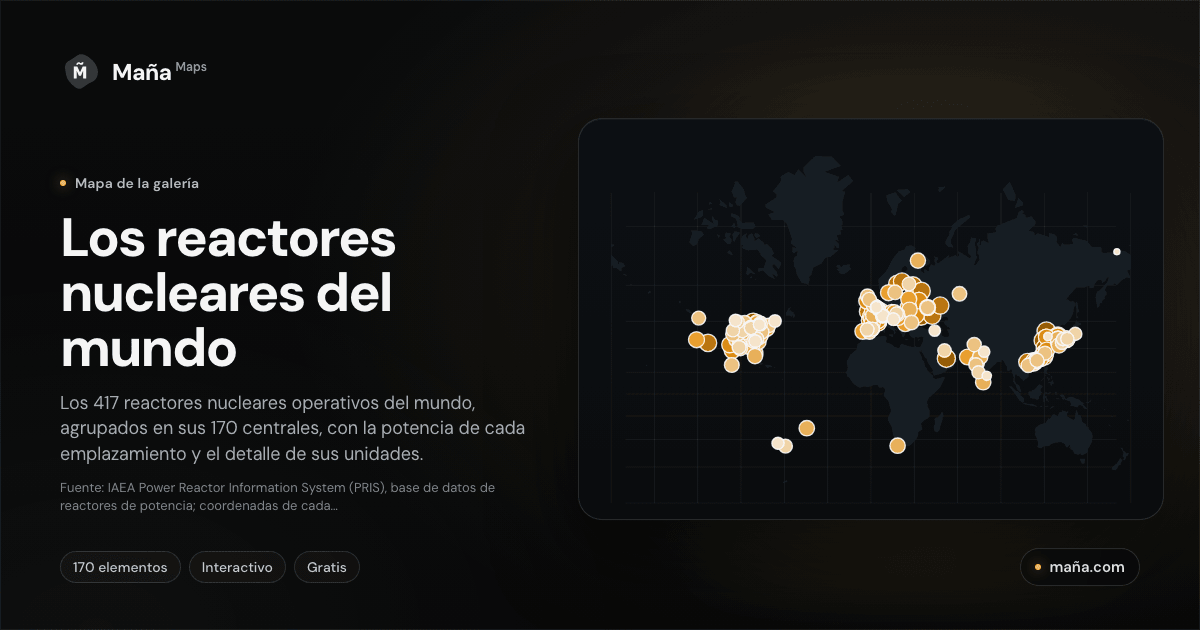 M̃
Maña Maps
Mapa de la galería
Los reactores
nucleares del
mundo
Los 417 reactores nucleares operativos del mundo,
agrupados en sus 170 centrales, con la potencia de cada
emplazamiento y el detalle de sus unidades.
Fuente: IAEA Power Reactor Information System (PRIS), base de datos de
reactores de potencia; coordenadas de cada…
170 elementos
Interactivo
Gratis
maña.com